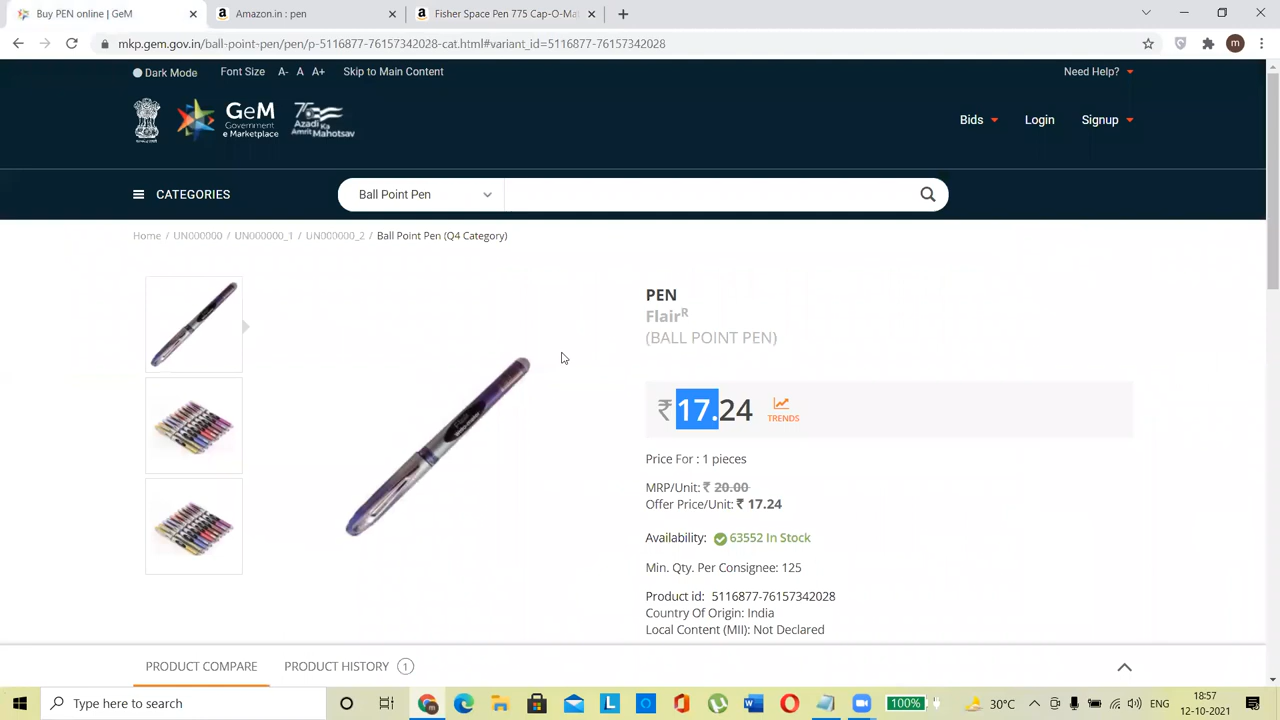 Buy PEN online | GeM
Amazon.in : pen
Fisher Space Pen 775 Cap-O-Ma
mkp.gem.gov.in/ball-point-pen/pen/p-5116877-76157342028-cat.html#variant_id=5116877-76157342028
m
Dark Mode Font Size A- A A+ Skip to Main Content Need Help?
GeM
Government
e Marketplace
75
Azadi Ka
Amrit Mahotsav
Bids Login Signup
CATEGORIES Ball Point Pen
Home / UN000000 / UN000000_1 / UN000000_2 / Ball Point Pen (Q4 Category)
PEN
Flair R
(BALL POINT PEN)
₹ 17.24 TRENDS
Price For : 1 pieces
MRP/Unit: ₹ 20.00
Offer Price/Unit: ₹ 17.24
Availability: 63552 In Stock
Min. Qty. Per Consignee: 125
Product id: 5116877-76157342028
Country Of Origin: India
Local Content (MII): Not Declared
PRODUCT COMPARE PRODUCT HISTORY 1
Type here to search
L
W
100%
30°C
ENG
18:57
12-10-2021